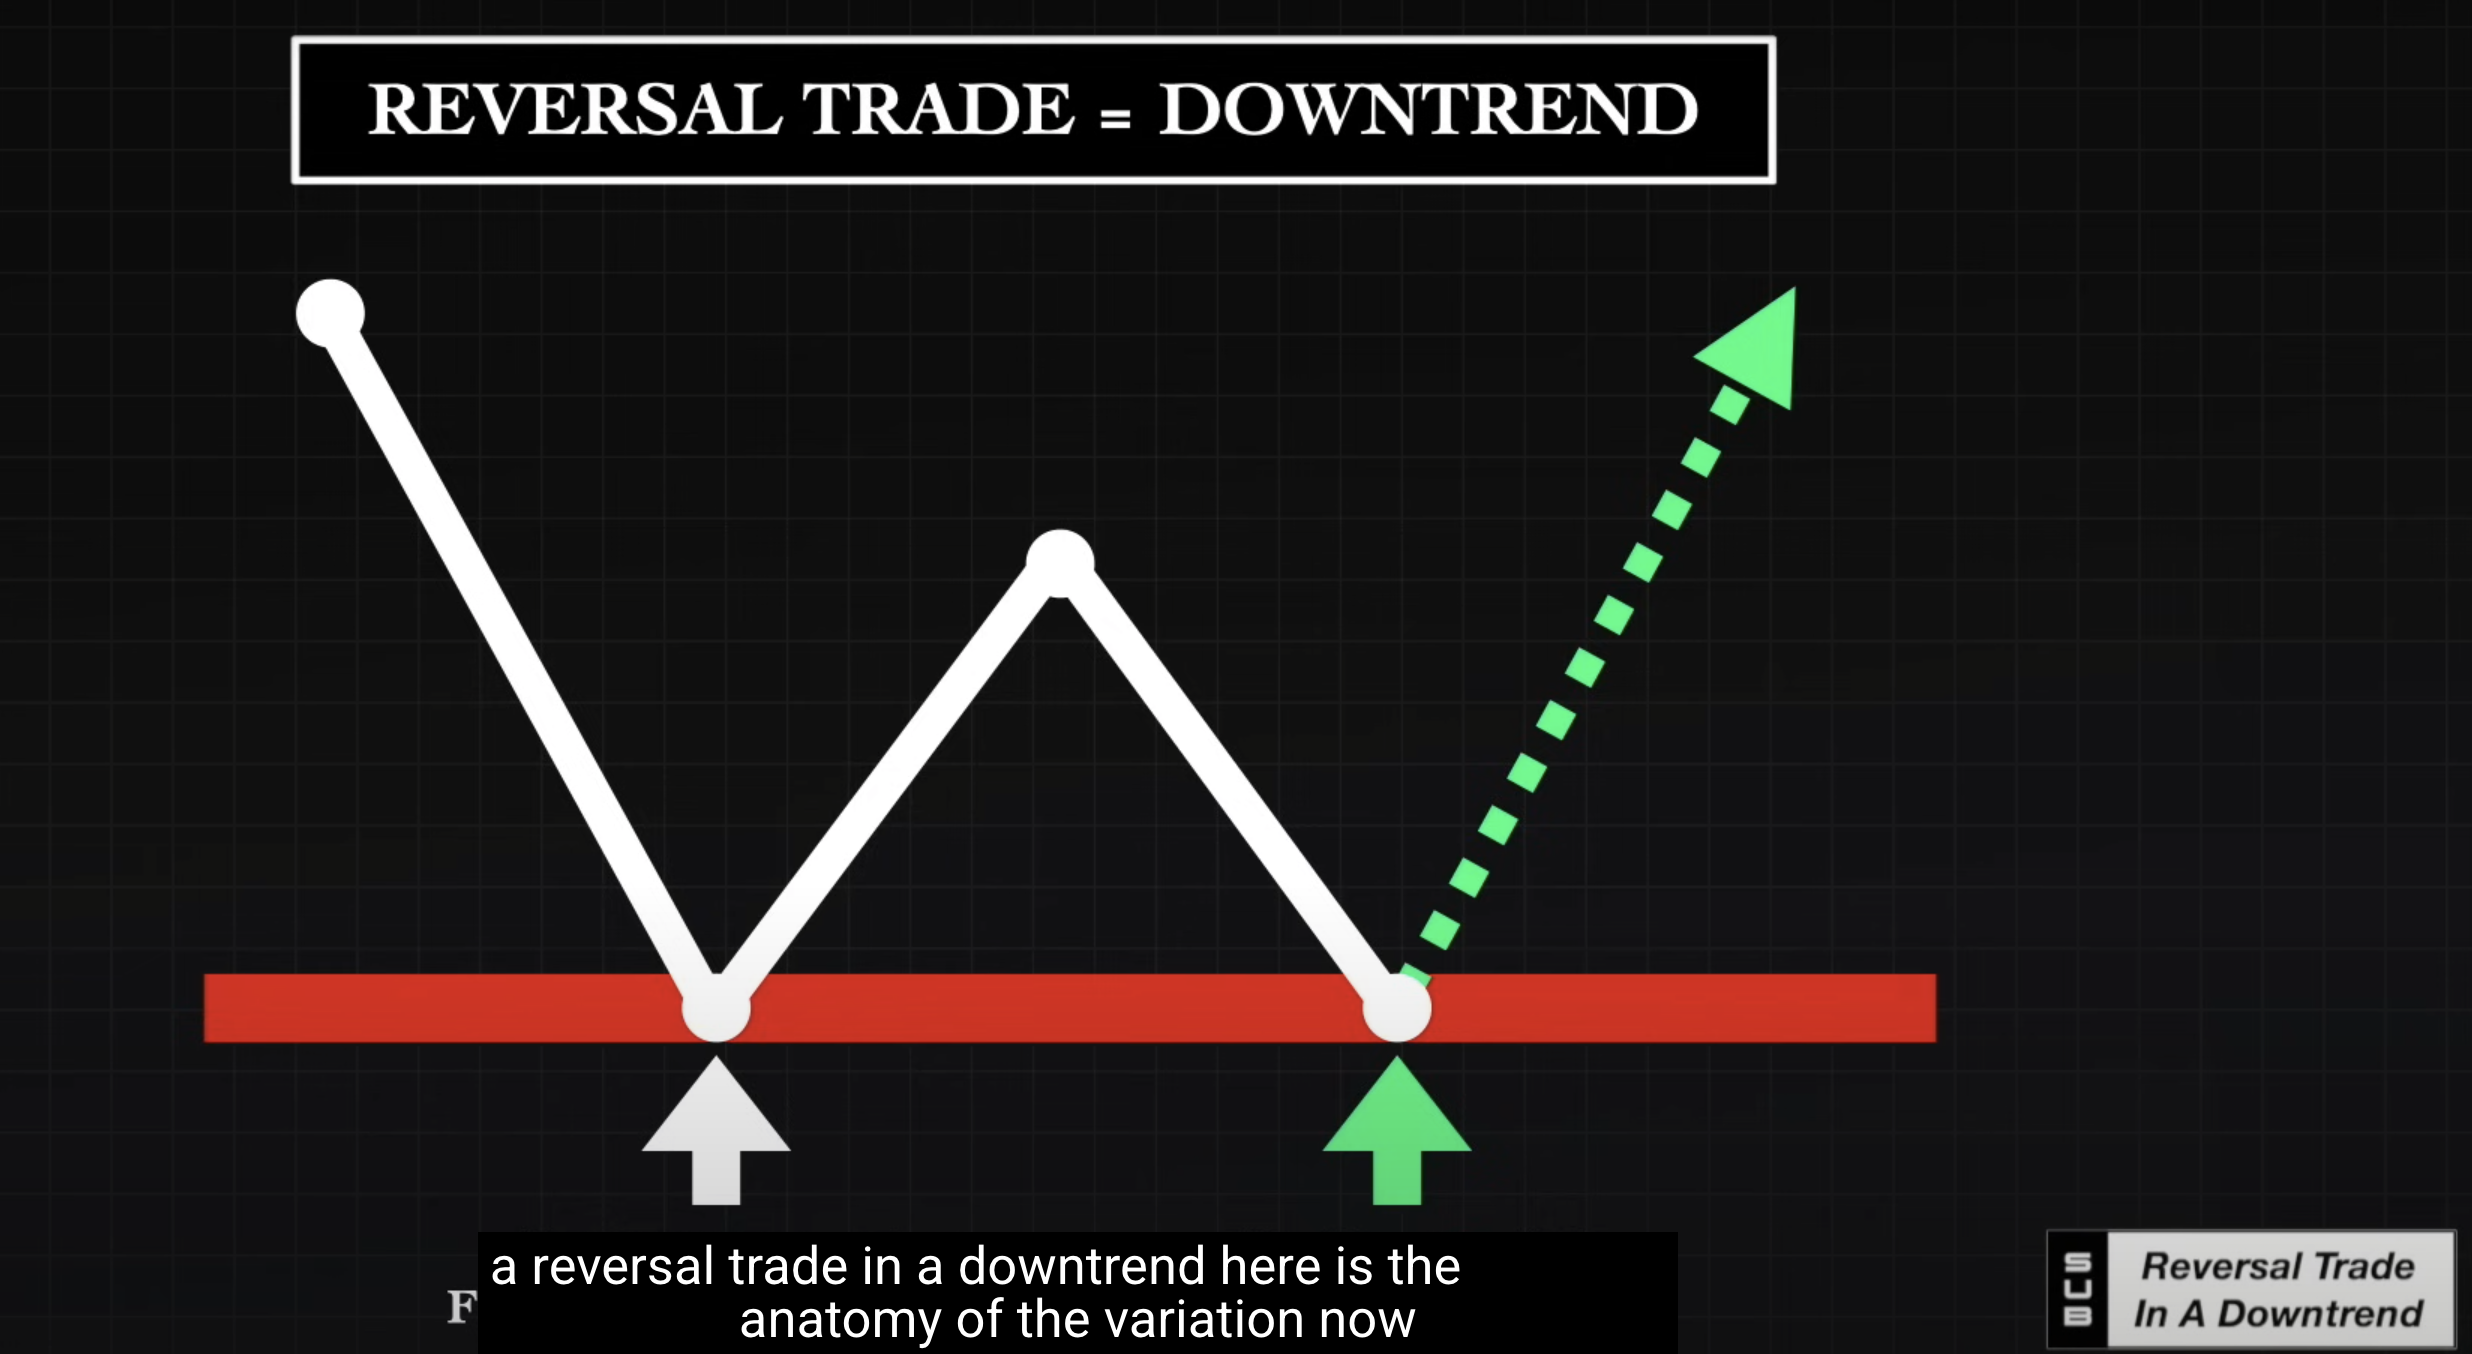 REVERSAL TRADE = DOWNTREND
a reversal trade in a downtrend here is the
anatomy of the variation now
F
Reversal Trade
In A Downtrend